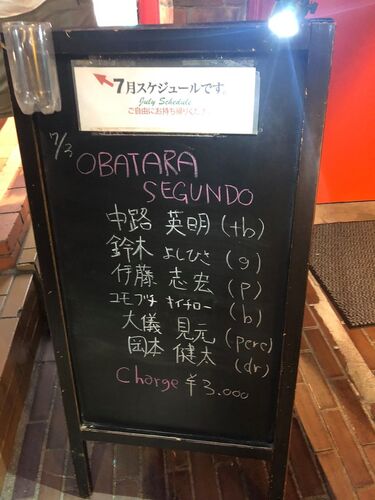 7月スケジュールです。
July Schedule
ご自由にお持ち帰りください。
7/3
OBATARA
SEGUNDO
中路 英明 (tb)
鈴木 よしひさ (g)
伊藤 志宏 (p)
コモブチ キイチロー (b)
大儀見元 (perc)
岡本 健太 (dr)
Charge ¥3.000